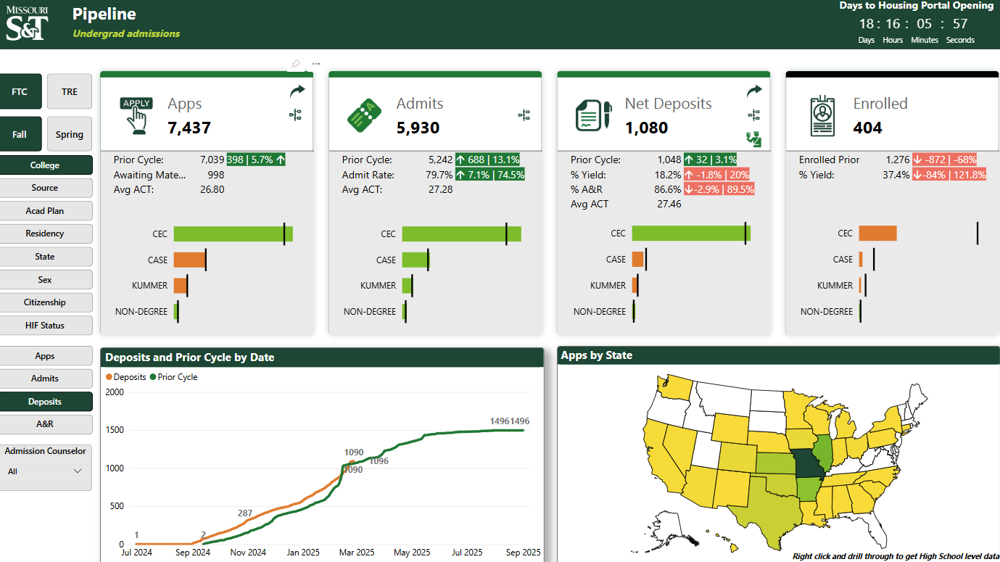 MISSOURI
S&T
Pipeline
Undergrad admissions
Days to Housing Portal Opening
18 : 16 : 05 : 57
Days Hours Minutes Seconds
FTC
TRE
Fall
Spring
College
Source
Acad Plan
Residency
State
Sex
Citizenship
HIF Status
Apps
Admits
Deposits
A&R
Admission Counselor
All
APPLY
Apps
7,437
Prior Cycle: 7,039 398 | 5.7% ↑
Awaiting Mate... 998
Avg ACT: 26.80
CEC
CASE
KUMMER
NON-DEGREE
A
Admits
5,930
Prior Cycle: 5,242 ↑ 688 | 13.1%
Admit Rate: 79.7% ↑ 7.1% | 74.5%
Avg ACT: 27.28
CEC
CASE
KUMMER
NON-DEGREE
Net Deposits
1,080
Prior Cycle: 1,048 ↑ 32 | 3.1%
% Yield: 18.2% ↑ -1.8% | 20%
% A&R 86.6% ↓ -2.9% | 89.5%
Avg ACT 27.46
CEC
CASE
KUMMER
NON-DEGREE
Enrolled
404
Enrolled Prior 1,276 ↓ -872 | -68%
% Yield: 37.4% ↓ -84% | 121.8%
CEC
CASE
KUMMER
NON-DEGREE
Deposits and Prior Cycle by Date
Deposits Prior Cycle
2000
1500
1000
500
0
1
2
287
1090
1090
1096
1496 1496
Jul 2024 Sep 2024 Nov 2024 Jan 2025 Mar 2025 May 2025 Jul 2025 Sep 2025
Apps by State
Right click and drill through to get High School level data